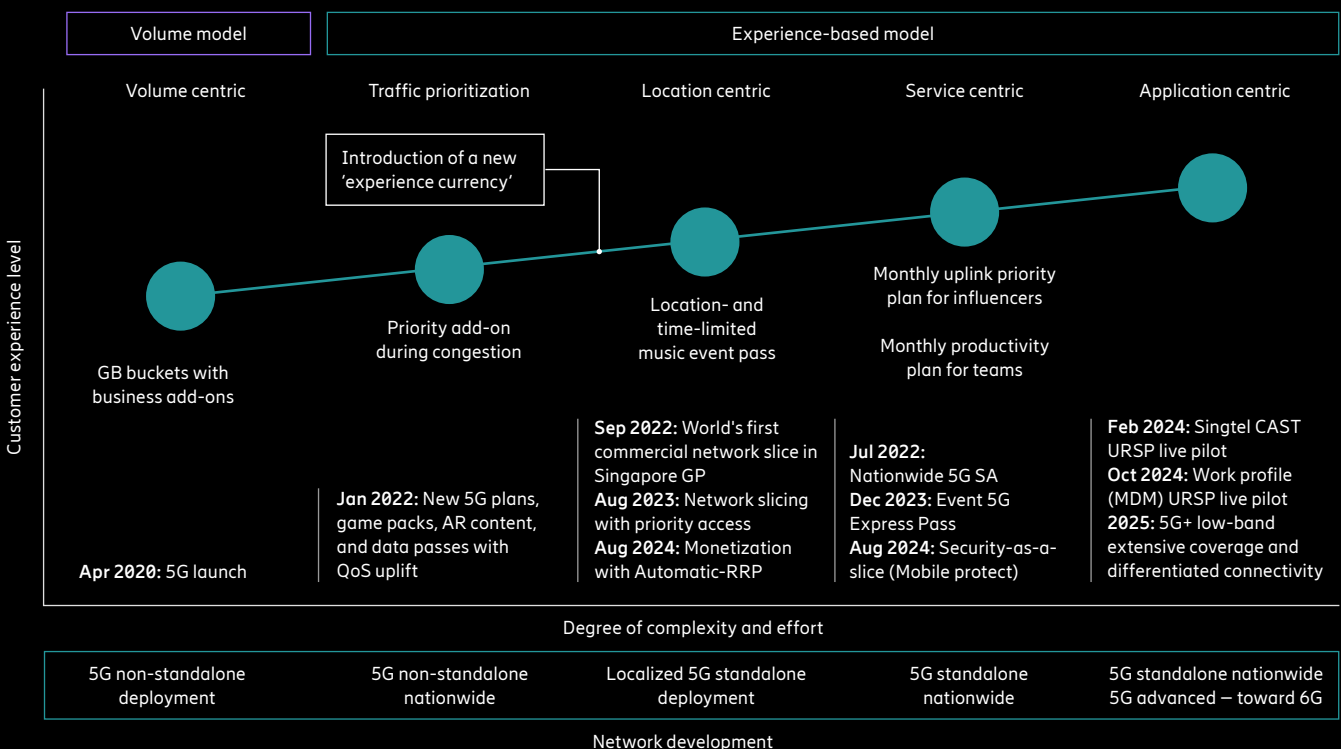 Volume model
Experience-based model
Volume centric
Traffic prioritization
Location centric
Service centric
Application centric
Introduction of a new
‘experience currency’
Customer experience level
GB buckets with
business add-ons
Priority add-on
during congestion
Location- and
time-limited
music event pass
Monthly uplink priority
plan for influencers
Monthly productivity
plan for teams
Apr 2020: 5G launch
Jan 2022: New 5G plans,
game packs, AR content,
and data passes with
QoS uplift
Sep 2022: World's first
commercial network slice in
Singapore GP
Aug 2023: Network slicing
with priority access
Aug 2024: Monetization
with Automatic-RRP
Jul 2022:
Nationwide 5G SA
Dec 2023: Event 5G
Express Pass
Aug 2024: Security-as-a-
slice (Mobile protect)
Feb 2024: Singtel CAST
URSP live pilot
Oct 2024: Work profile
(MDM) URSP live pilot
2025: 5G+ low-band
extensive coverage and
differentiated connectivity
Degree of complexity and effort
5G non-standalone
deployment
5G non-standalone
nationwide
Localized 5G standalone
deployment
5G standalone
nationwide
5G standalone nationwide
5G advanced – toward 6G
Network development